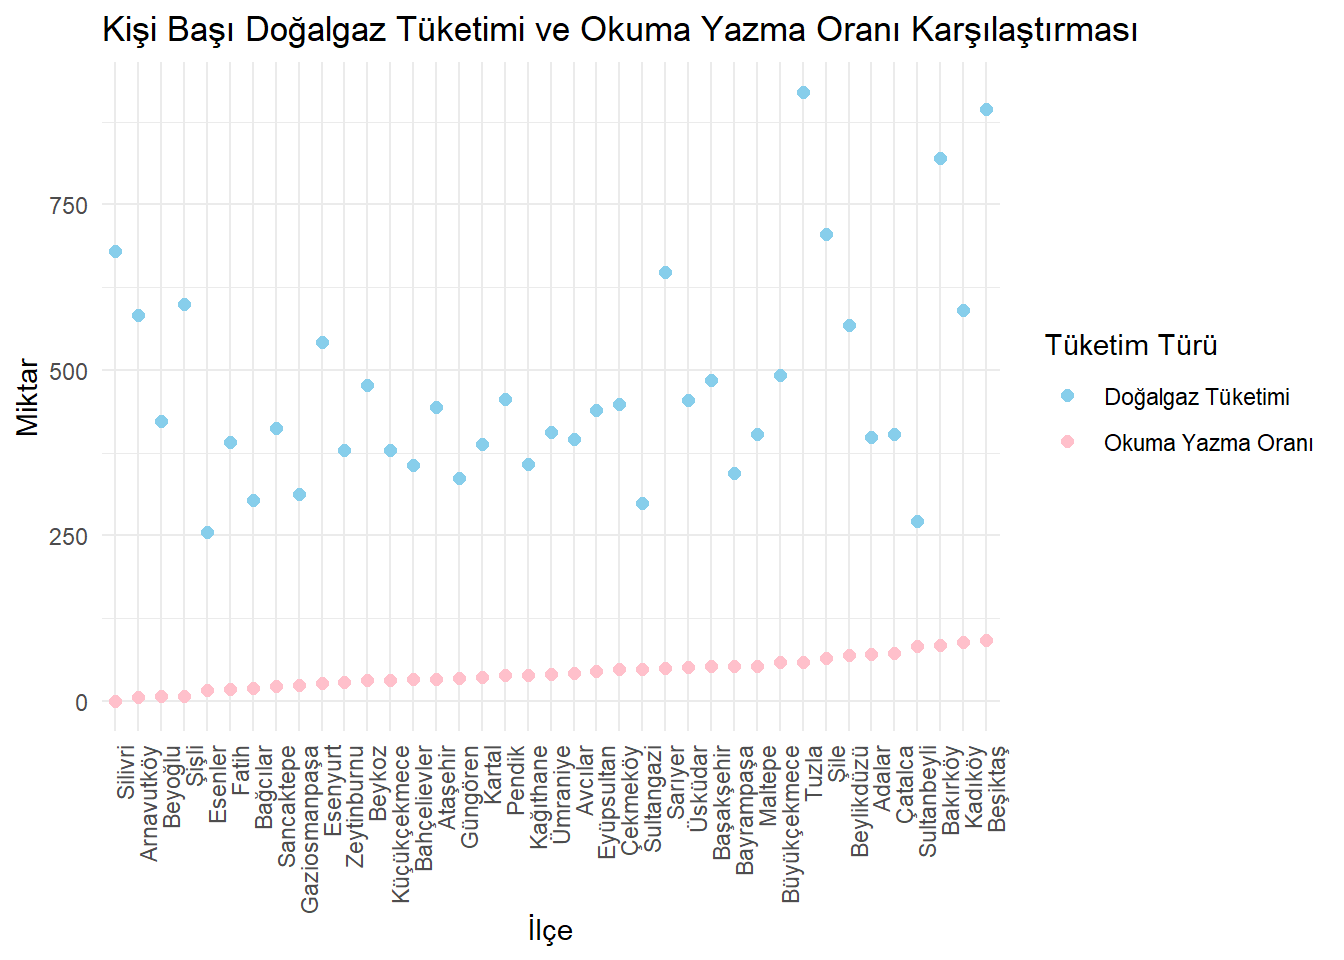 Kişi Başı Doğalgaz Tüketimi ve Okuma Yazma Oranı Karşılaştırması
Miktar
750
500
250
0
Silivri
Arnavutköy
Beyoğlu
Şişli
Esenler
Fatih
Bağcılar
Sancaktepe
Gaziosmanpaşa
Esenyurt
Zeytinburnu
Beykoz
Küçükçekmece
Bahçelievler
Ataşehir
Güngören
Kartal
Pendik
Kağıthane
Ümraniye
Avcılar
Eyüpsultan
Çekmeköy
Sultangazi
Sarıyer
Üsküdar
Başakşehir
Bayrampaşa
Maltepe
Büyükçekmece
Tuzla
Şile
Beylikdüzü
Adalar
Çatalca
Sultanbeyli
Bakırköy
Kadıköy
Beşiktaş
İlçe
Tüketim Türü
Doğalgaz Tüketimi
Okuma Yazma Oranı